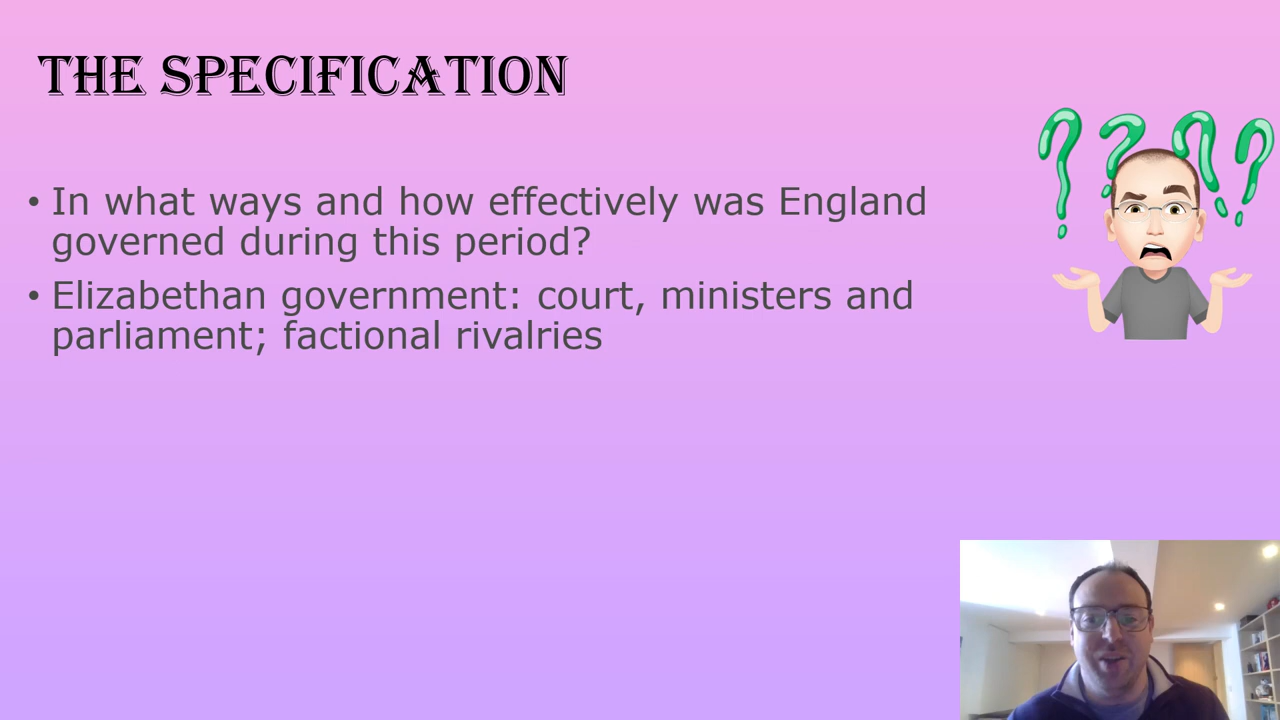 THE SPECIFICATION
• In what ways and how effectively was England
governed during this period?
• Elizabethan government: court, ministers and
parliament; factional rivalries
????